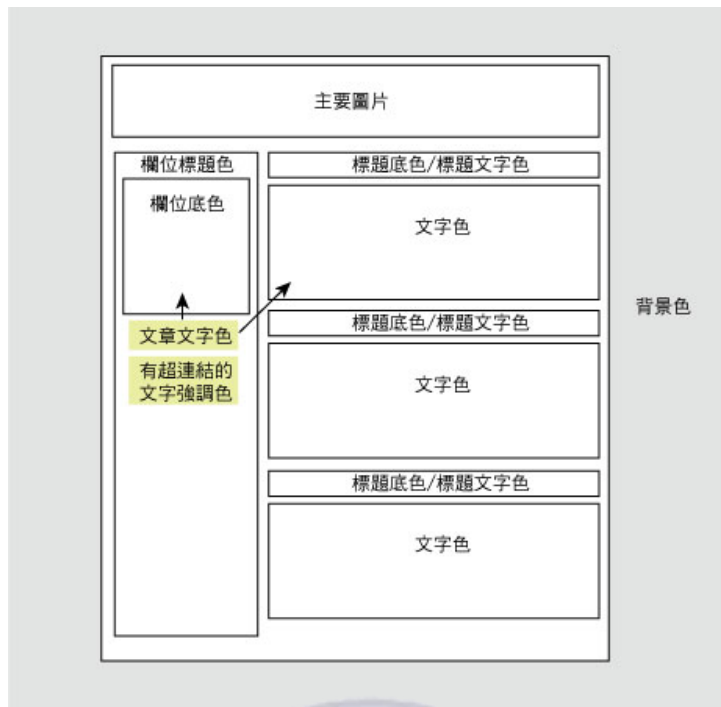 主要圖片
欄位標題色
欄位底色
文章文字色
有超連結的
文字強調色
標題底色/標題文字色
文字色
標題底色/標題文字色
文字色
標題底色/標題文字色
文字色
背景色